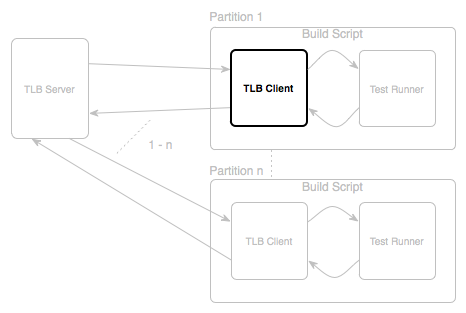 Partition 1
Build Script
TLB Server
TLB Client
Test Runner
1 - n
Partition n
Build Script
TLB Client
Test Runner